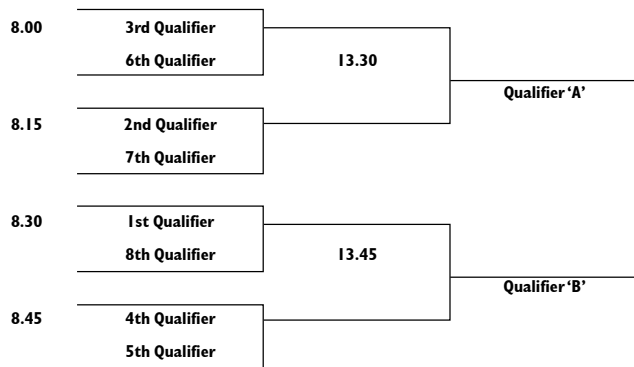 8.00 3rd Qualifier
6th Qualifier 13.30
Qualifier 'A'
8.15 2nd Qualifier
7th Qualifier
8.30 1st Qualifier
8th Qualifier 13.45
Qualifier 'B'
8.45 4th Qualifier
5th Qualifier